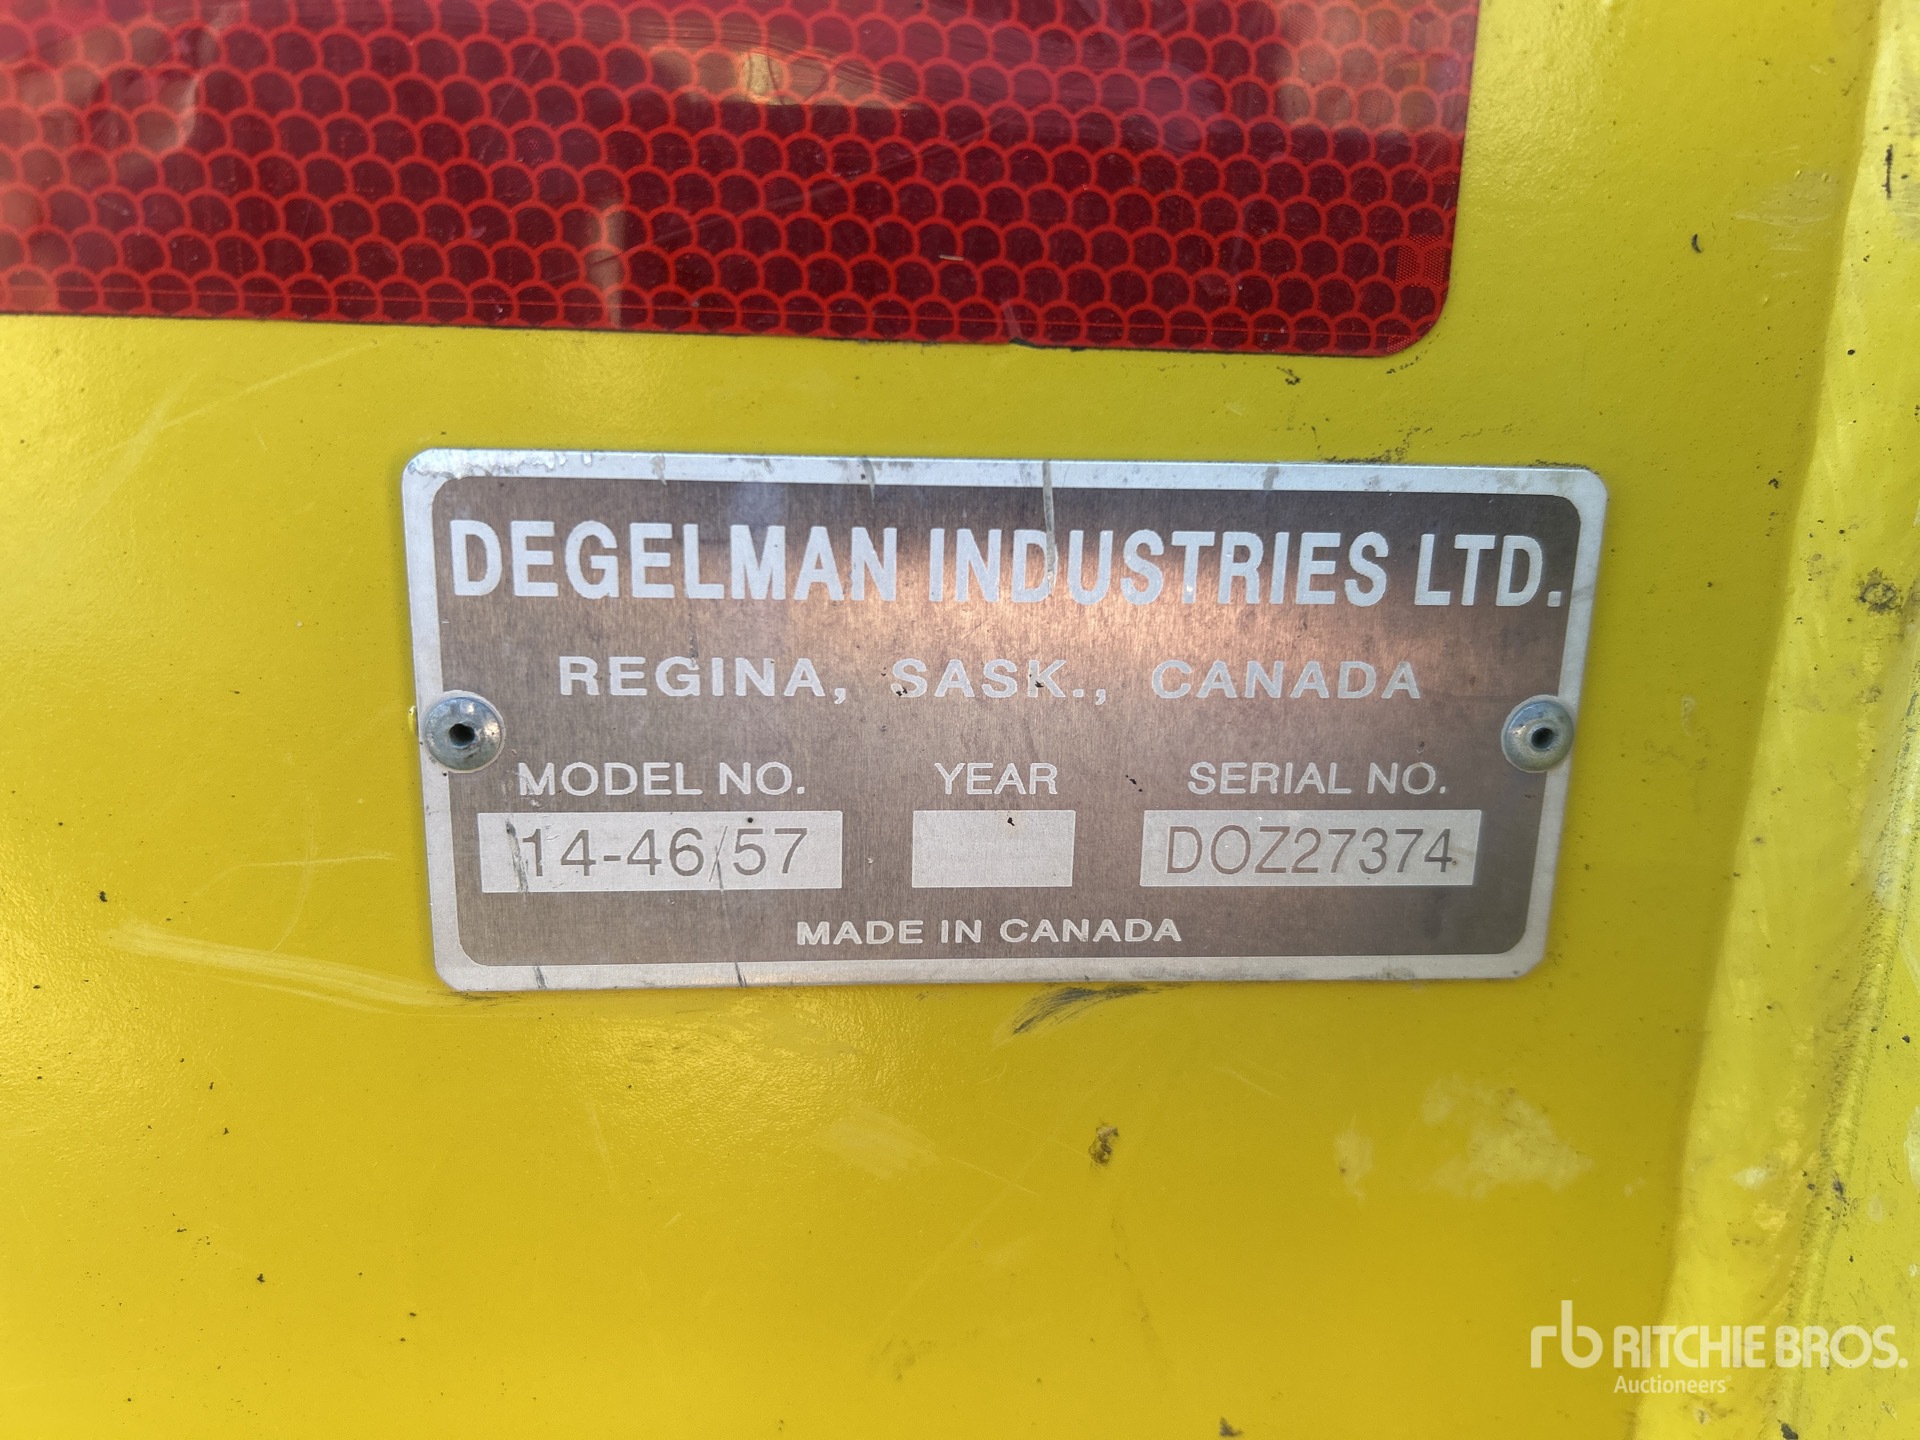 DEGELMAN INDUSTRIES LTD.
REGINA, SASK., CANADA
MODEL NO. YEAR SERIAL NO.
14-46/57 DOZ27374
MADE IN CANADA
rb RITCHIE BROS.
Auctioneers